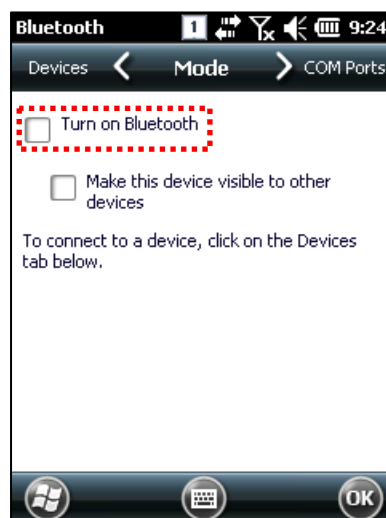 Bluetooth 1 9:24
Devices Mode COM Ports
Turn on Bluetooth
Make this device visible to other
devices
To connect to a device, click on the Devices
tab below.
OK